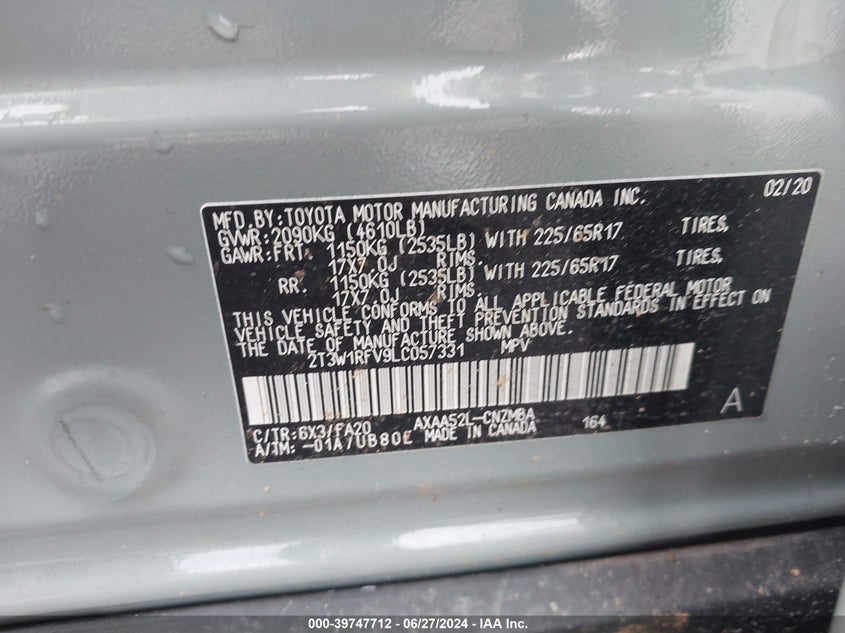 MFD.BY:TOYOTA MOTOR MANUFACTURING CANADA INC. 02/20
GVWR:2090KG (4610LB)
GAWR:FRT. 1150KG (2535LB) WITH 225/65R17 TIRES,
17X7.0J RIMS.
RR. 1150KG (2535LB) WITH 225/65R17 TIRES,
17X7.0J RIMS.
THIS VEHICLE CONFORMS TO ALL APPLICABLE FEDERAL MOTOR
VEHICLE SAFETY AND THEFT PREVENTION STANDARDS IN EFFECT ON
THE DATE OF MANUFACTURE SHOWN ABOVE.
2T3W1RFV9LC057331 MPV
A
C/TR:6X3/FA20 AXAA52L-CNZMBA 164
A/TM:-01A/UB80E MADE IN CANADA
000-39747712 - 06/27/2024 - IAA Inc.